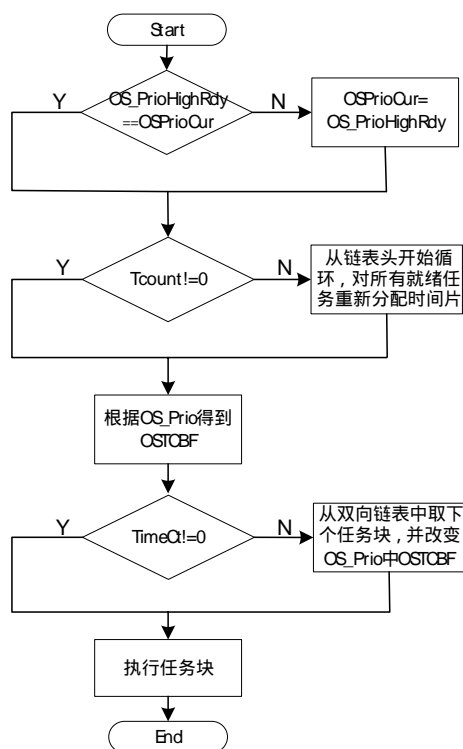 Start
Y
OS_PrioHighRdy
==OSPrioCur
N
OSPrioCur=
OS_PrioHighRdy
Y
Tcount!=0
N
从链表头开始循
环，对所有就绪任
务重新分配时间片
根据OS_Prio得到
OSTCBF
Y
TimeCt!=0
N
从双向链表中取下
个任务块，并改变
OS_Prio中OSTCBF
执行任务块
End